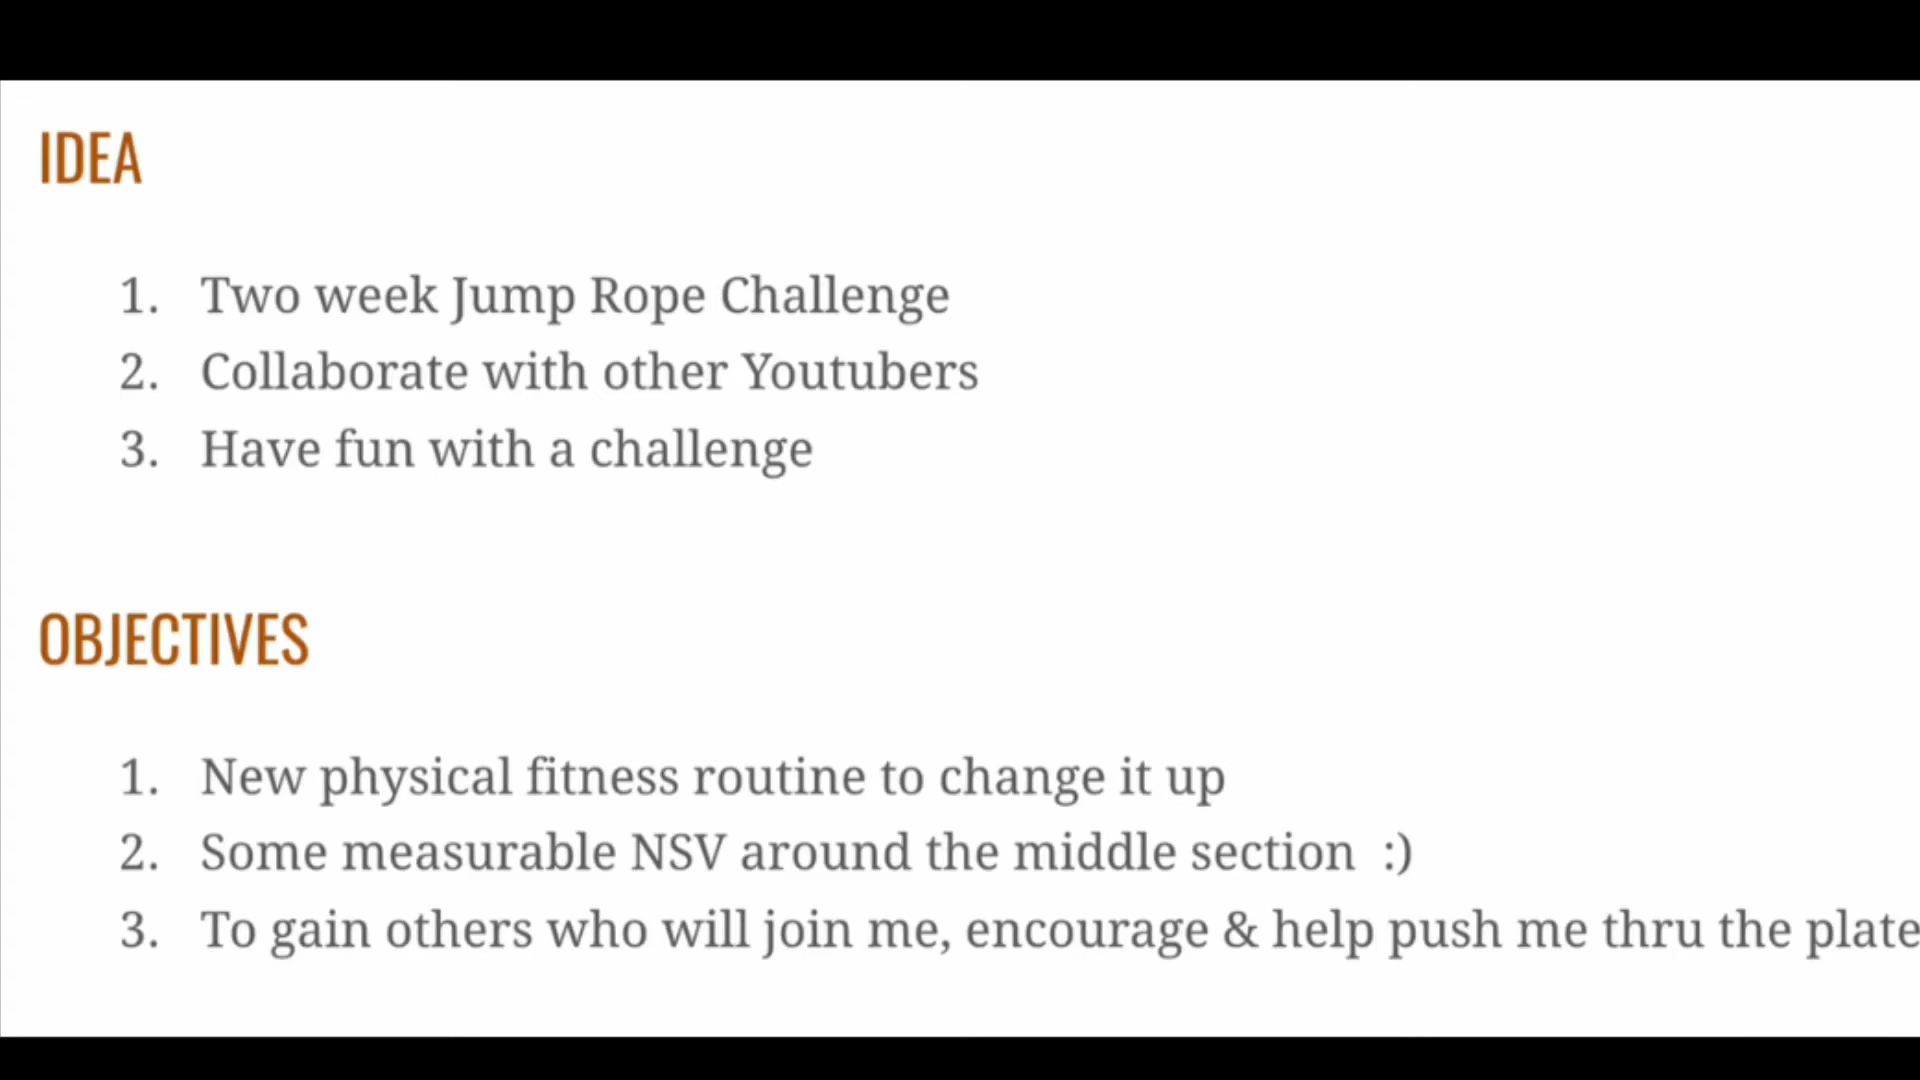 IDEA
1. Two week Jump Rope Challenge
2. Collaborate with other Youtubers
3. Have fun with a challenge
OBJECTIVES
1. New physical fitness routine to change it up
2. Some measurable NSV around the middle section :)
3. To gain others who will join me, encourage & help push me thru the plate